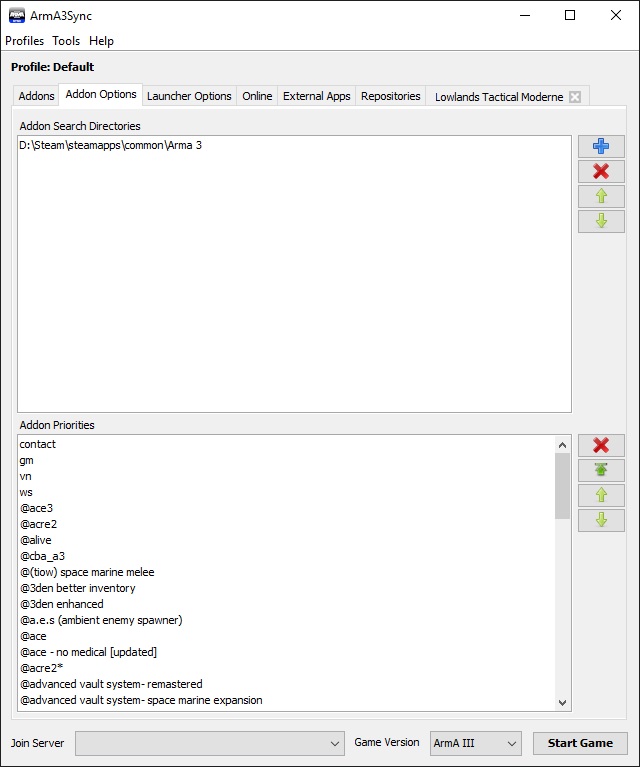 ArmA3Sync
Profiles Tools Help
Profile: Default
Addons Addon Options Launcher Options Online External Apps Repositories Lowlands Tactical Moderne
Addon Search Directories
D:\Steam\steamapps\common\Arma 3
Addon Priorities
contact
gm
vn
ws
@ace3
@acre2
@alive
@cba_a3
@(tiow) space marine melee
@3den better inventory
@3den enhanced
@a.e.s (ambient enemy spawner)
@ace
@ace - no medical [updated]
@acre2*
@advanced vault system- remastered
@advanced vault system- space marine expansion
Join Server Game Version ArmA III Start Game